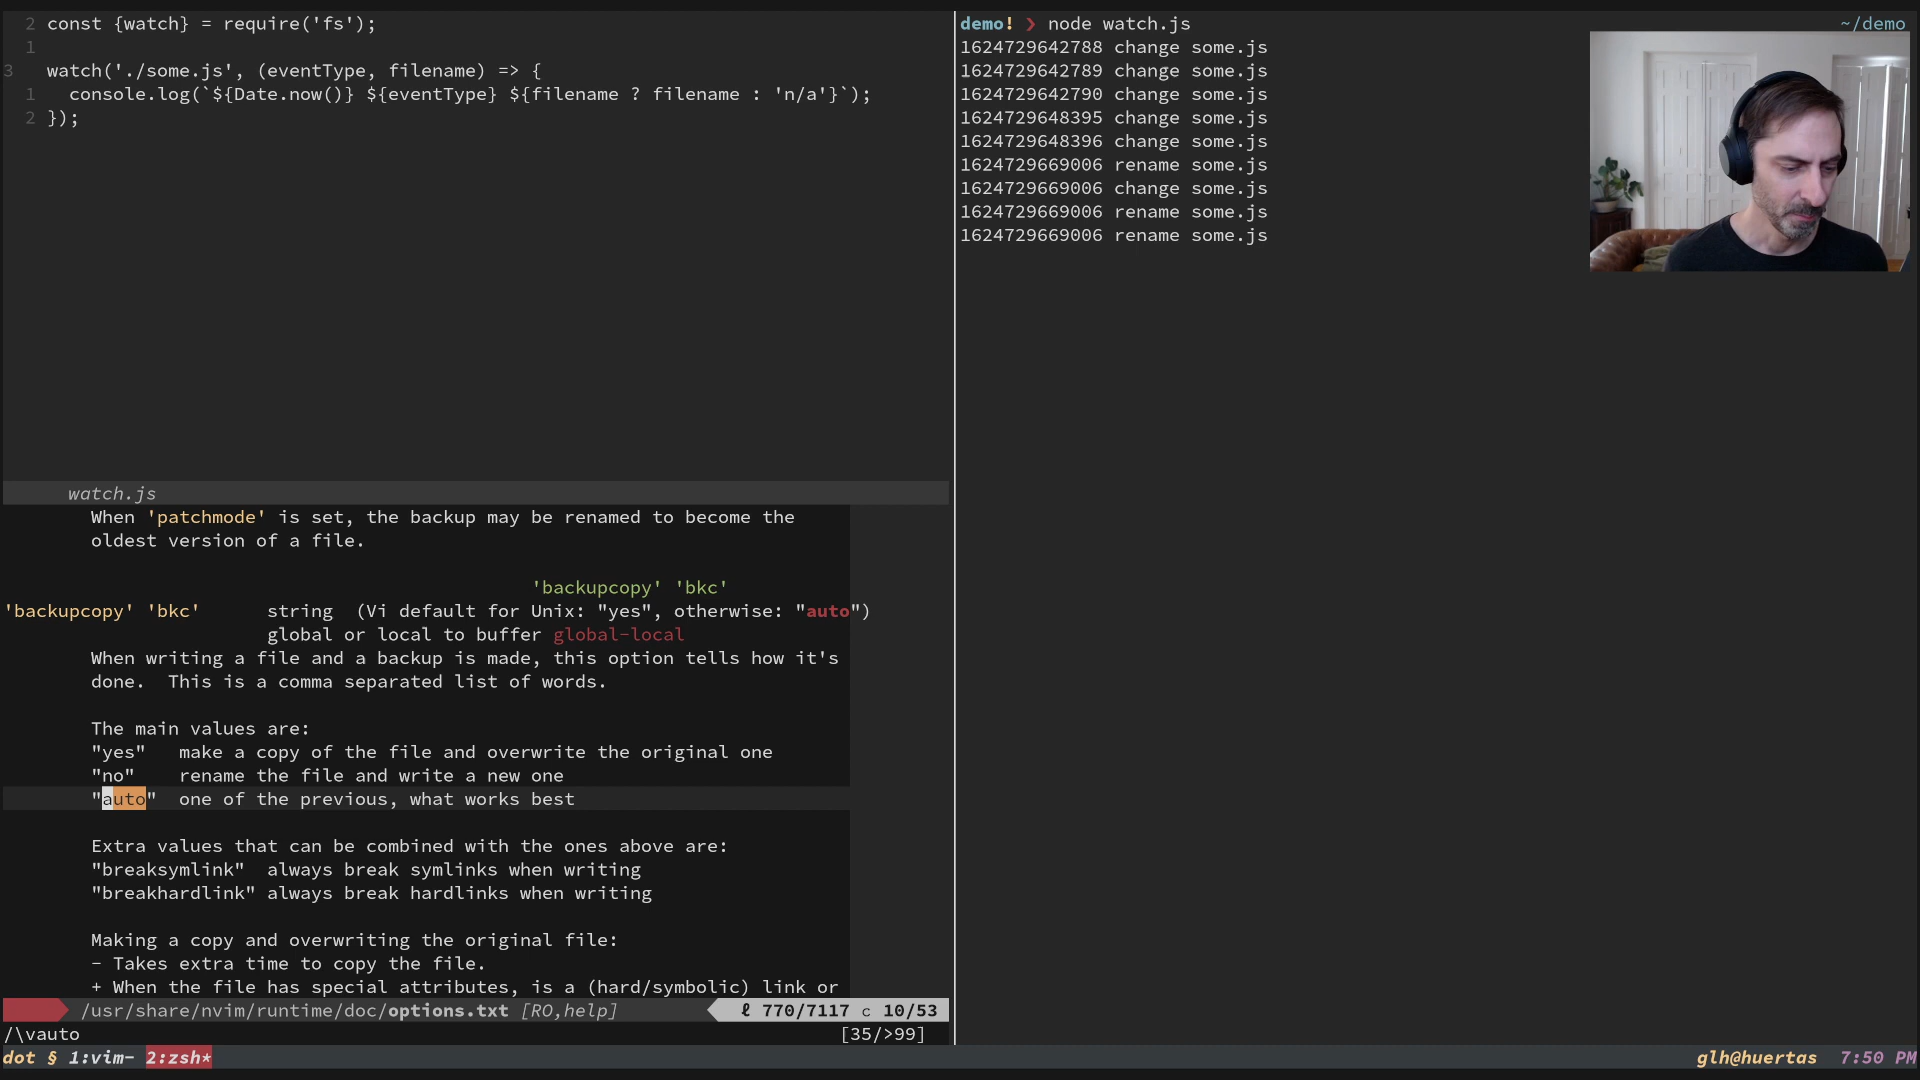 2 const {watch} = require('fs');
1
3   watch('./some.js', (eventType, filename) => {
1   console.log(`${Date.now()} ${eventType} ${filename ? filename : 'n/a'}`);
2 });
watch.js
When 'patchmode' is set, the backup may be renamed to become the
oldest version of a file.
'backupcopy' 'bkc'
'backupcopy' 'bkc'      string  (Vi default for Unix: "yes", otherwise: "auto")
global or local to buffer global-local
When writing a file and a backup is made, this option tells how it's
done.  This is a comma separated list of words.
The main values are:
"yes"   make a copy of the file and overwrite the original one
"no"    rename the file and write a new one
"auto"  one of the previous, what works best
Extra values that can be combined with the ones above are:
"breaksymlink"  always break symlinks when writing
"breakhardlink" always break hardlinks when writing
Making a copy and overwriting the original file:
- Takes extra time to copy the file.
+ When the file has special attributes, is a (hard/symbolic) link or
/usr/share/nvim/runtime/doc/options.txt [RO,help] ℓ 770/7117 c 10/53
/\vauto [35/>99]
demo! ❯ node watch.js ~/demo
1624729642788 change some.js
1624729642789 change some.js
1624729642790 change some.js
1624729648395 change some.js
1624729648396 change some.js
1624729669006 rename some.js
1624729669006 change some.js
1624729669006 rename some.js
1624729669006 rename some.js
dot § 1:vim- 2:zsh* glh@huertas 7:50 PM